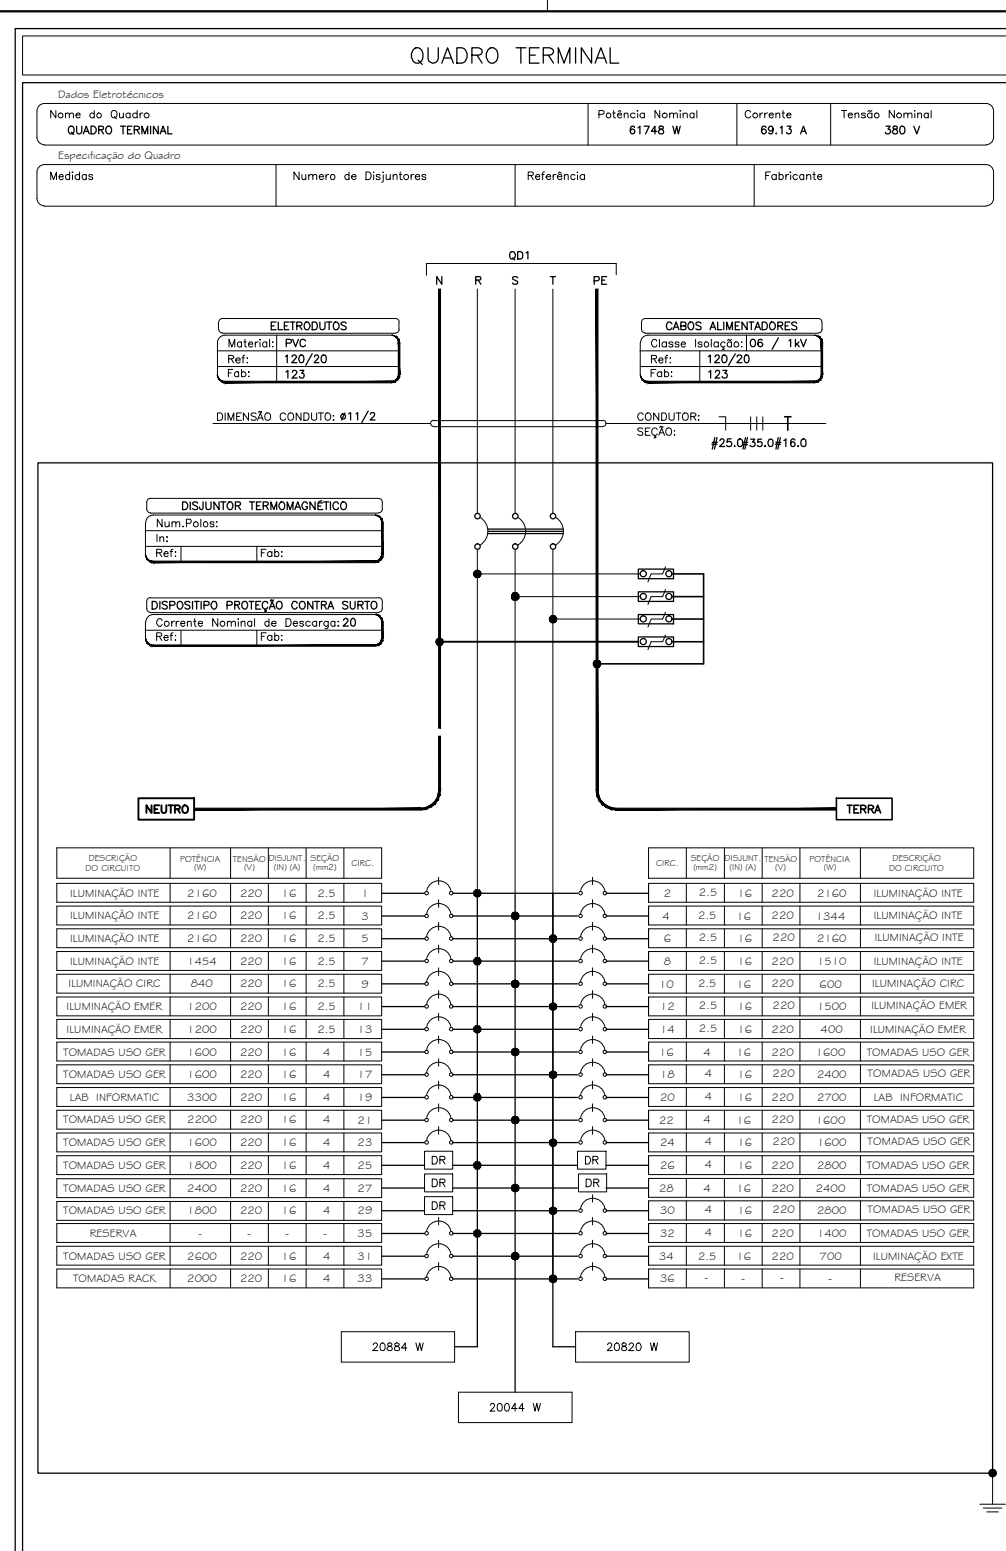 QUADRO TERMINAL
Dados Eletrotécnicos
Nome do Quadro Potência Nominal Corrente Tensão Nominal
QUADRO TERMINAL 61748 W 69.13 A 380 V
Especificação do Quadro
Medidas Numero de Disjuntores Referência Fabricante
QD1
N R S T PE
ELETRODUTOS
Material: PVC
Ref: 120/20
Fab: 123
CABOS ALIMENTADORES
Classe Isolação: 06 / 1kV
Ref: 120/20
Fab: 123
DIMENSÃO CONDUTO: ø11/2
CONDUTOR:
SEÇÃO:
#25.0#35.0#16.0
DISJUNTOR TERMOMAGNÉTICO
Num.Polos:
In:
Ref: Fab:
DISPOSITIPO PROTEÇÃO CONTRA SURTO
Corrente Nominal de Descarga: 20
Ref: Fab:
NEUTRO TERRA
DESCRIÇÃO DO CIRCUITO POTÊNCIA (W) TENSÃO (V) DISJUNT. (IN) (A) SEÇÃO (mm2) CIRC. CIRC. SEÇÃO (mm2) DISJUNT. (IN) (A) TENSÃO (V) POTÊNCIA (W) DESCRIÇÃO DO CIRCUITO
ILUMINAÇÃO INTE 2160 220 16 2.5 1 2 2.5 16 220 2160 ILUMINAÇÃO INTE
ILUMINAÇÃO INTE 2160 220 16 2.5 3 4 2.5 16 220 1344 ILUMINAÇÃO INTE
ILUMINAÇÃO INTE 2160 220 16 2.5 5 6 2.5 16 220 2160 ILUMINAÇÃO INTE
ILUMINAÇÃO INTE 1454 220 16 2.5 7 8 2.5 16 220 1510 ILUMINAÇÃO INTE
ILUMINAÇÃO CIRC 840 220 16 2.5 9 10 2.5 16 220 600 ILUMINAÇÃO CIRC
ILUMINAÇÃO EMER 1200 220 16 2.5 11 12 2.5 16 220 1500 ILUMINAÇÃO EMER
ILUMINAÇÃO EMER 1200 220 16 2.5 13 14 2.5 16 220 400 ILUMINAÇÃO EMER
TOMADAS USO GER 1600 220 16 4 15 16 4 16 220 1600 TOMADAS USO GER
TOMADAS USO GER 1600 220 16 4 17 18 4 16 220 2400 TOMADAS USO GER
LAB INFORMATIC 3300 220 16 4 19 20 4 16 220 2700 LAB INFORMATIC
TOMADAS USO GER 2200 220 16 4 21 22 4 16 220 1600 TOMADAS USO GER
TOMADAS USO GER 1600 220 16 4 23 24 4 16 220 1600 TOMADAS USO GER
TOMADAS USO GER 1800 220 16 4 25 DR DR 26 4 16 220 2800 TOMADAS USO GER
TOMADAS USO GER 2400 220 16 4 27 DR DR 28 4 16 220 2400 TOMADAS USO GER
TOMADAS USO GER 1800 220 16 4 29 DR 30 4 16 220 2800 TOMADAS USO GER
RESERVA - - - - 35 32 4 16 220 1400 TOMADAS USO GER
TOMADAS USO GER 2600 220 16 4 31 34 2.5 16 220 700 ILUMINAÇÃO EXTE
TOMADAS RACK 2000 220 16 4 33 36 - - - - RESERVA
20884 W 20820 W
20044 W